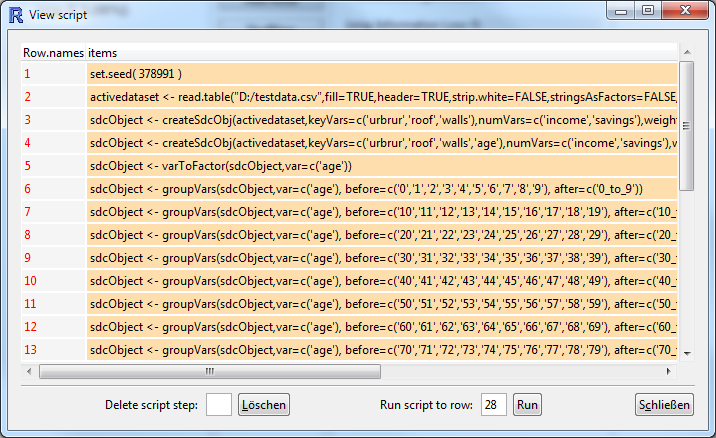 View script
Row.names items
1 set.seed( 378991 )
2 activedataset <- read.table("D:/testdata.csv",fill=TRUE,header=TRUE,strip.white=FALSE,stringsAsFactors=FALSE,
3 sdcObject <- createSdcObj(activedataset,keyVars=c('urbrur','roof','walls'),numVars=c('income','savings'),weight
4 sdcObject <- createSdcObj(activedataset,keyVars=c('urbrur','roof','walls','age'),numVars=c('income','savings'),w
5 sdcObject <- varToFactor(sdcObject,var=c('age'))
6 sdcObject <- groupVars(sdcObject,var=c('age'), before=c('0','1','2','3','4','5','6','7','8','9'), after=c('0_to_9'))
7 sdcObject <- groupVars(sdcObject,var=c('age'), before=c('10','11','12','13','14','15','16','17','18','19'), after=c('10_
8 sdcObject <- groupVars(sdcObject,var=c('age'), before=c('20','21','22','23','24','25','26','27','28','29'), after=c('20_
9 sdcObject <- groupVars(sdcObject,var=c('age'), before=c('30','31','32','33','34','35','36','37','38','39'), after=c('30_
10 sdcObject <- groupVars(sdcObject,var=c('age'), before=c('40','41','42','43','44','45','46','47','48','49'), after=c('40_
11 sdcObject <- groupVars(sdcObject,var=c('age'), before=c('50','51','52','53','54','55','56','57','58','59'), after=c('50_
12 sdcObject <- groupVars(sdcObject,var=c('age'), before=c('60','61','62','63','64','65','66','67','68','69'), after=c('60_
13 sdcObject <- groupVars(sdcObject,var=c('age'), before=c('70','71','72','73','74','75','76','77','78','79'), after=c('70_
Delete script step: Löschen Run script to row: 28 Run Schließen